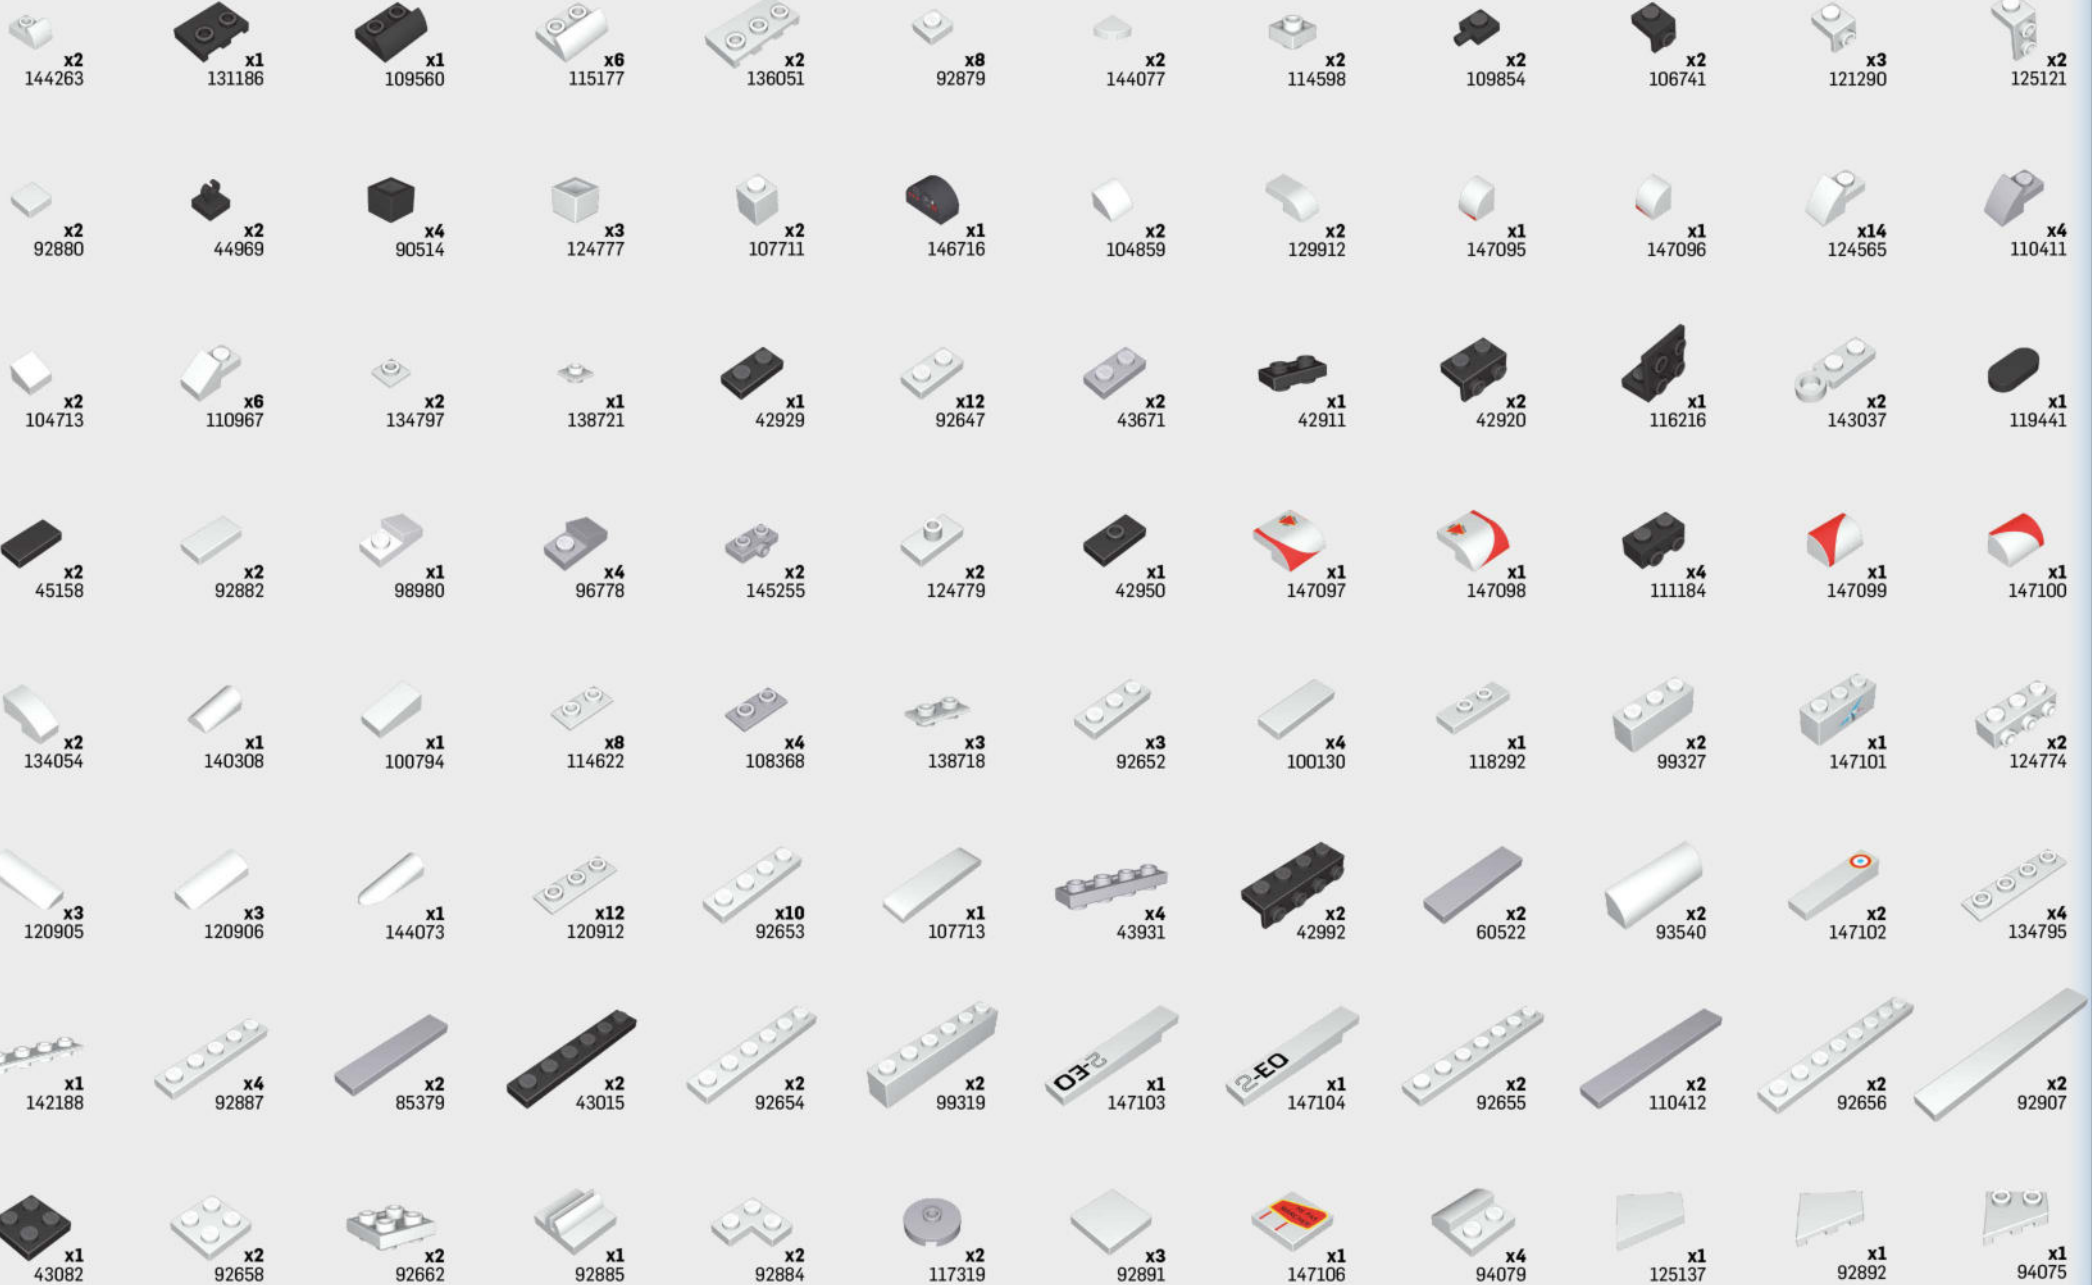 x2 x1 x1 x6 x2 x8 x2 x2 x2 x2 x3 x2
144263 131186 109560 115177 136051 92879 144077 114598 109854 106741 121290 125121
x2 x2 x4 x3 x2 x1 x2 x2 x1 x1 x14 x4
92880 44969 90514 124777 107711 146716 104859 129912 147095 147096 124565 110411
x2 x6 x2 x1 x1 x12 x2 x1 x2 x1 x2 x1
104713 110967 134797 138721 42929 92647 43671 42911 42920 116216 143037 119441
x2 x2 x1 x4 x2 x2 x1 x1 x1 x4 x1 x1
45158 92882 98980 96778 145255 124779 42950 147097 147098 111184 147099 147100
x2 x1 x1 x8 x4 x3 x3 x4 x1 x2 x1 x2
134054 140308 100794 114622 108368 138718 92652 100130 118292 99327 147101 124774
x3 x3 x1 x12 x10 x1 x4 x2 x2 x2 x2 x4
120905 120906 144073 120912 92653 107713 43931 42992 60522 93540 147102 134795
2-EO 2-EO
x1 x4 x2 x2 x2 x2 x1 x1 x2 x2 x2 x2
142188 92887 85379 43015 92654 99319 147103 147104 92655 110412 92656 92907
x1 x2 x2 x1 x2 x2 x3 x1 x4 x1 x1 x1
43082 92658 92662 92885 92884 117319 92891 147106 94079 125137 92892 94075